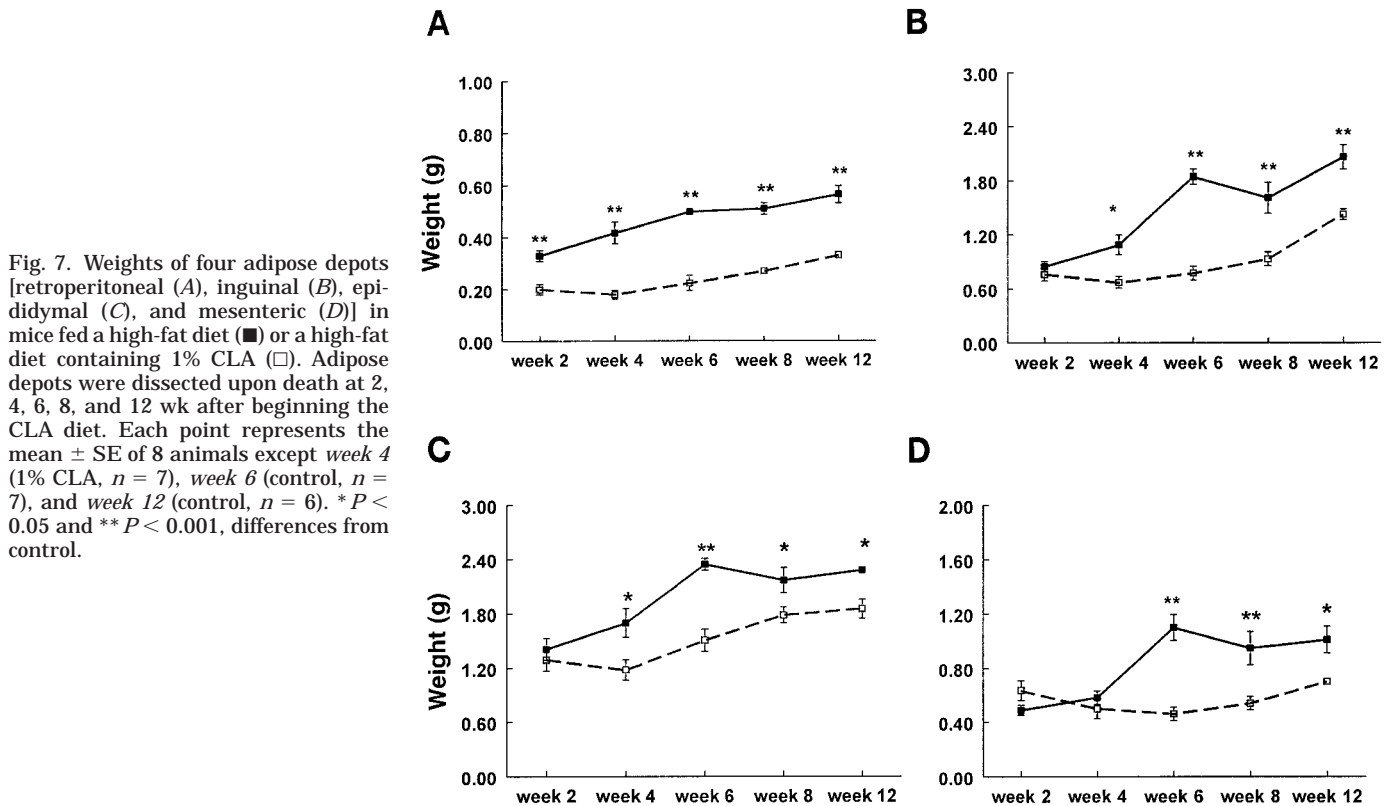 A
B
Fig. 7. Weights of four adipose depots
[retroperitoneal (A), inguinal (B), epi-
didymal (C), and mesenteric (D)] in
mice fed a high-fat diet (■) or a high-fat
diet containing 1% CLA (□). Adipose
depots were dissected upon death at 2,
4, 6, 8, and 12 wk after beginning the
CLA diet. Each point represents the
mean ± SE of 8 animals except week 4
(1% CLA, n = 7), week 6 (control, n =
7), and week 12 (control, n = 6). * P <
0.05 and ** P < 0.001, differences from
control.
Weight (g)
1.00
0.80
0.60
0.40
0.20
0.00
** ** ** ** **
week 2 week 4 week 6 week 8 week 12
3.00
2.40
1.80
1.20
0.60
0.00
* ** ** **
week 2 week 4 week 6 week 8 week 12
C
D
Weight (g)
3.00
2.40
1.80
1.20
0.60
0.00
* ** * *
week 2 week 4 week 6 week 8 week 12
2.00
1.60
1.20
0.80
0.40
0.00
** ** *
week 2 week 4 week 6 week 8 week 12